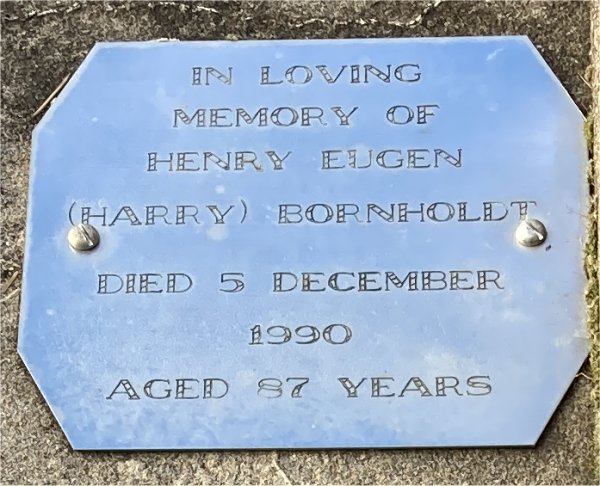 IN LOVING
MEMORY OF
HENRY EUGEN
(HARRY) BORNHOLDT
DIED 5 DECEMBER
1990
AGED 87 YEARS